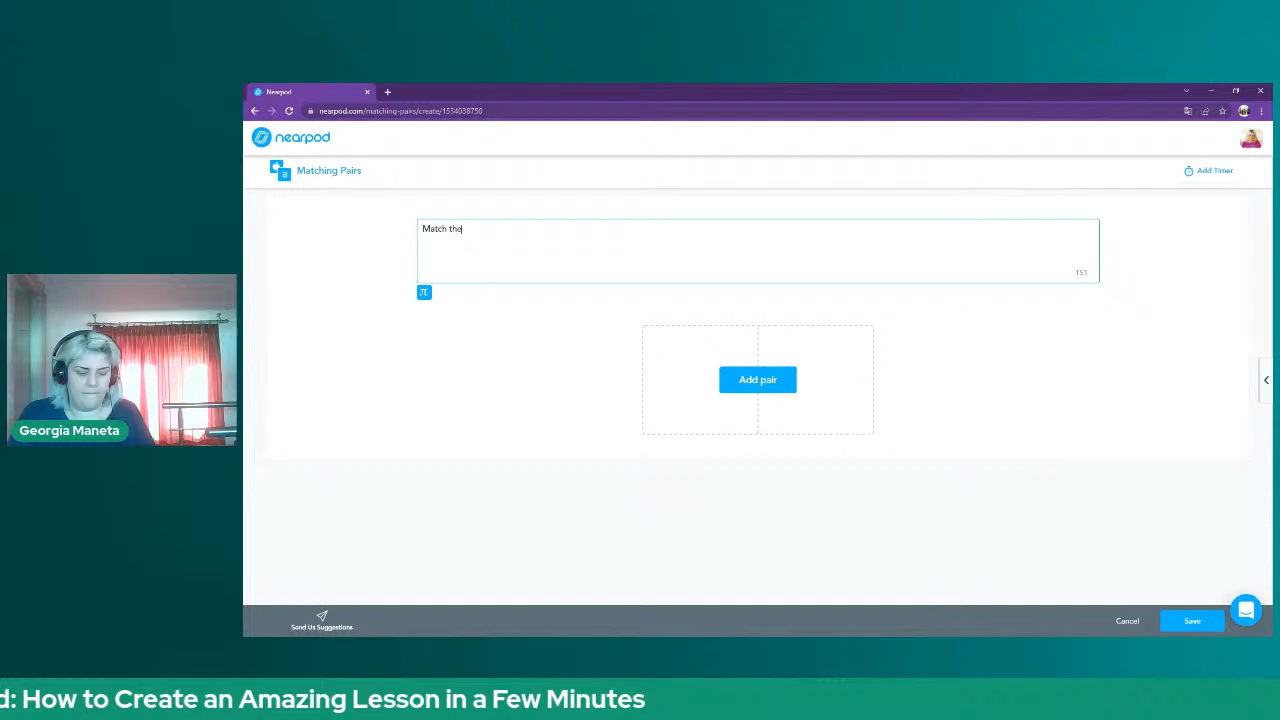 Nearpod
nearpod.com/matching-pairs/create/1534038750
nearpod
a Matching Pairs
Add Timer
Match the
151
π
Add pair
Georgia Maneta
Send Us Suggestions
Cancel
Save
d: How to Create an Amazing Lesson in a Few Minutes